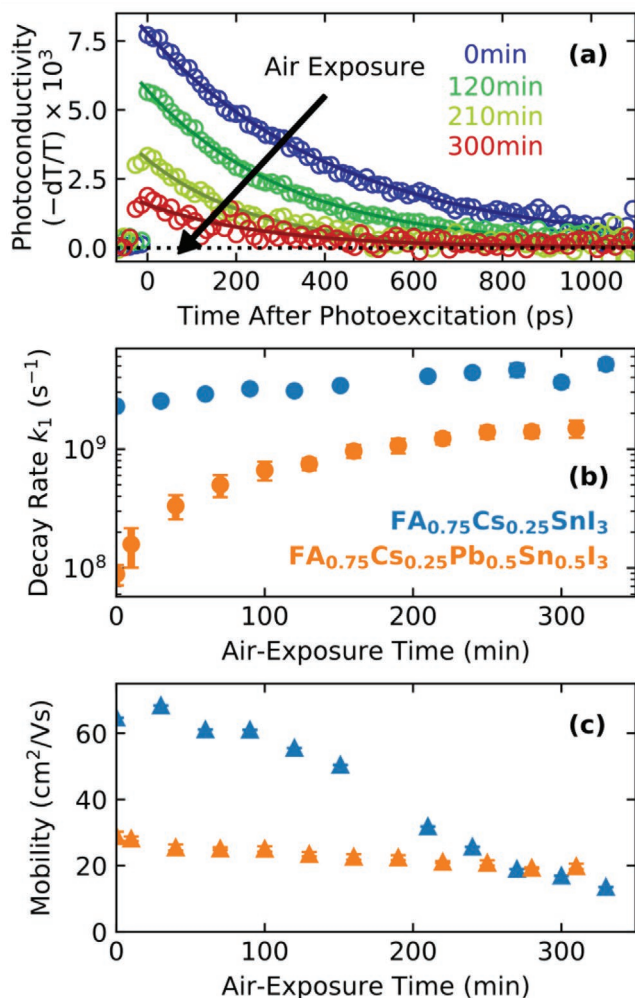 7.5
5.0
2.5
0.0
Photoconductivity
(−dT/T) × 10³
Air Exposure
0min
120min
210min
300min
(a)
0 200 400 600 800 1000
Time After Photoexcitation (ps)
10⁹
10⁸
Decay Rate k₁ (s⁻¹)
(b)
FA₀.₇₅Cs₀.₂₅SnI₃
FA₀.₇₅Cs₀.₂₅Pb₀.₅Sn₀.₅I₃
0 100 200 300
Air-Exposure Time (min)
60
40
20
0
Mobility (cm²/Vs)
(c)
0 100 200 300
Air-Exposure Time (min)